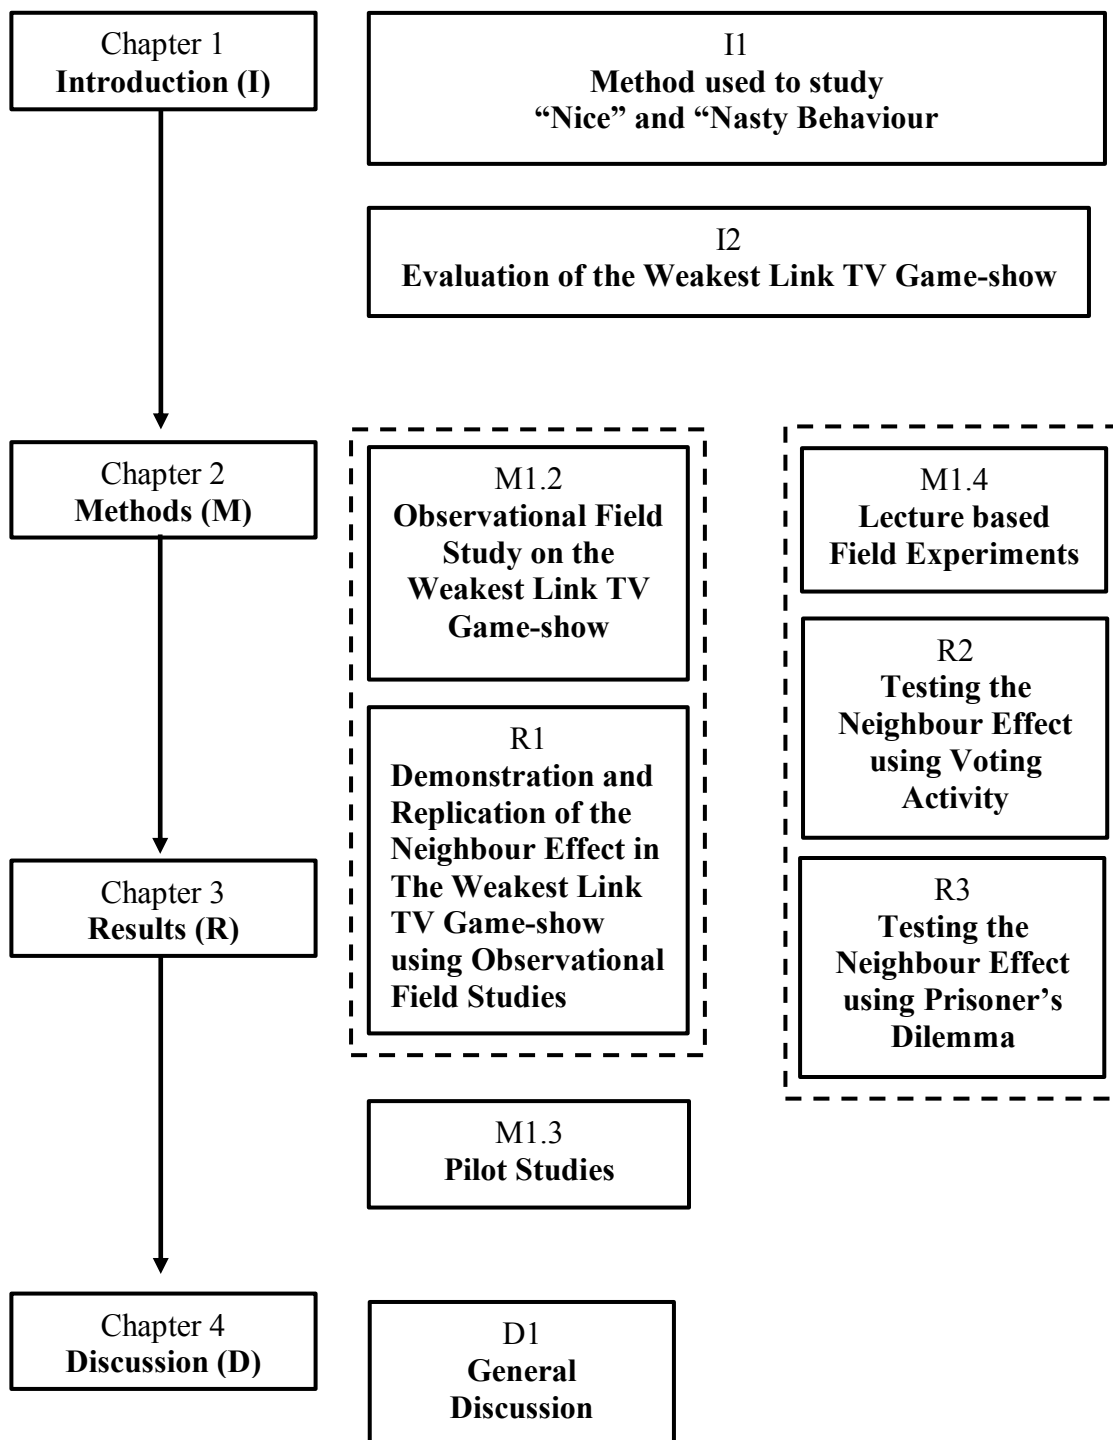 Chapter 1
Introduction (I)
I1
Method used to study
“Nice” and “Nasty Behaviour
I2
Evaluation of the Weakest Link TV Game-show
Chapter 2
Methods (M)
M1.2
Observational Field
Study on the
Weakest Link TV
Game-show
M1.4
Lecture based
Field Experiments
R1
Demonstration and
Replication of the
Neighbour Effect in
The Weakest Link
TV Game-show
using Observational
Field Studies
R2
Testing the
Neighbour Effect
using Voting
Activity
Chapter 3
Results (R)
R3
Testing the
Neighbour Effect
using Prisoner’s
Dilemma
M1.3
Pilot Studies
Chapter 4
Discussion (D)
D1
General
Discussion